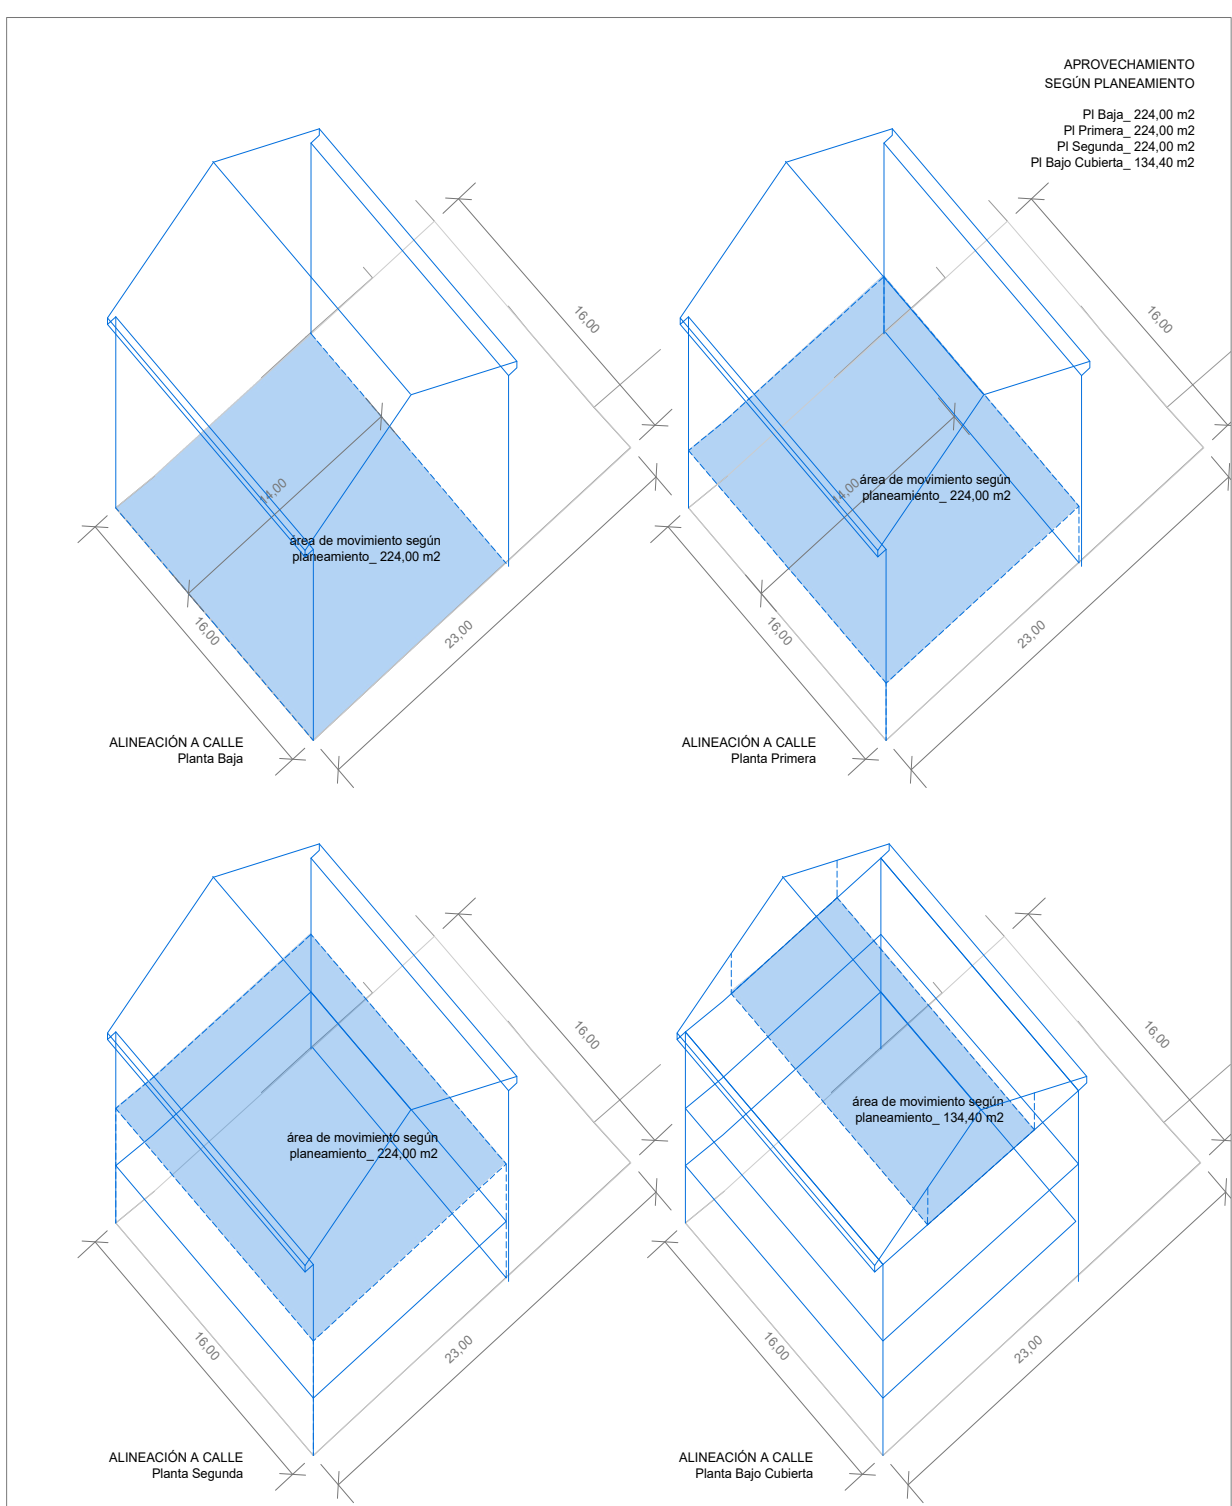 APROVECHAMIENTO
SEGÚN PLANEAMIENTO
Pl Baja_ 224,00 m2
Pl Primera_ 224,00 m2
Pl Segunda_ 224,00 m2
Pl Bajo Cubierta_ 134,40 m2
16,00
14,00
área de movimiento según
planeamiento_ 224,00 m2
16,00
23,00
ALINEACIÓN A CALLE
Planta Baja
16,00
14,00
área de movimiento según
planeamiento_ 224,00 m2
16,00
23,00
ALINEACIÓN A CALLE
Planta Primera
16,00
área de movimiento según
planeamiento_ 224,00 m2
16,00
23,00
ALINEACIÓN A CALLE
Planta Segunda
16,00
área de movimiento según
planeamiento_ 134,40 m2
16,00
23,00
ALINEACIÓN A CALLE
Planta Bajo Cubierta